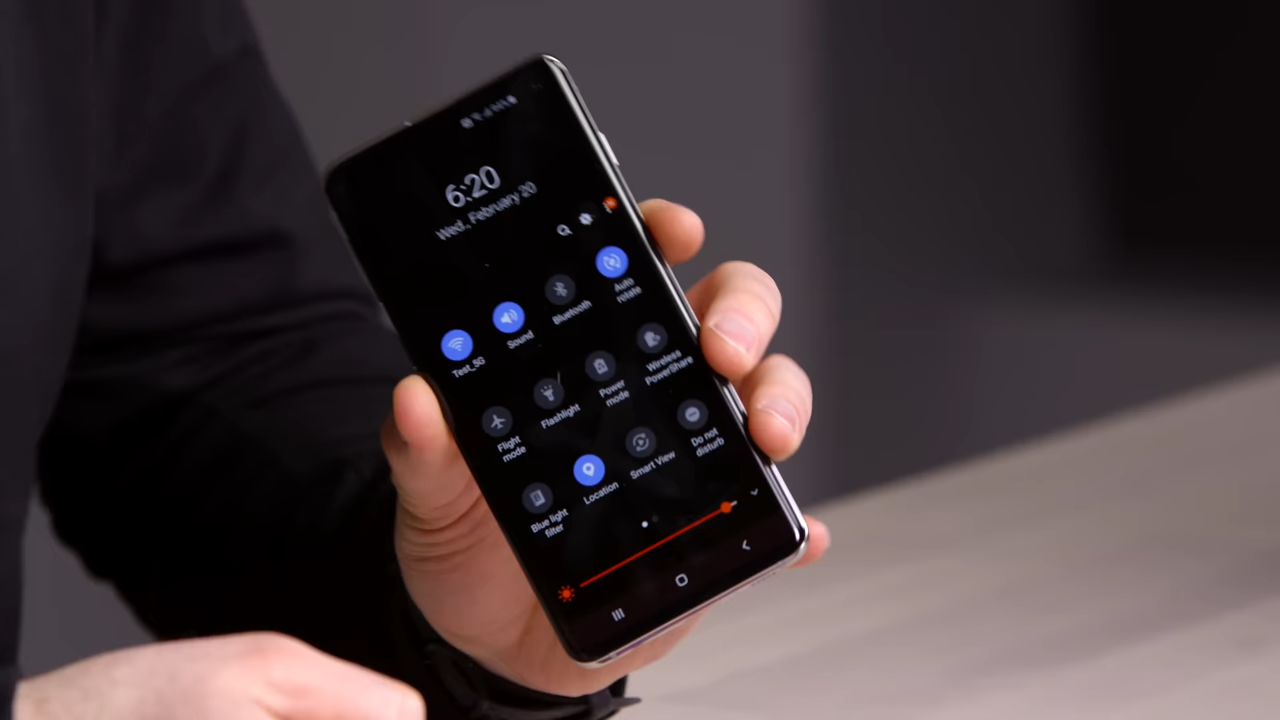 6:20
Wed., February 20
Test_5G
Sound
Bluetooth
Auto
rotate
Flight
mode
Flashlight
Power
mode
Wireless
PowerShare
Blue light
filter
Location
Smart View
Do not
disturb